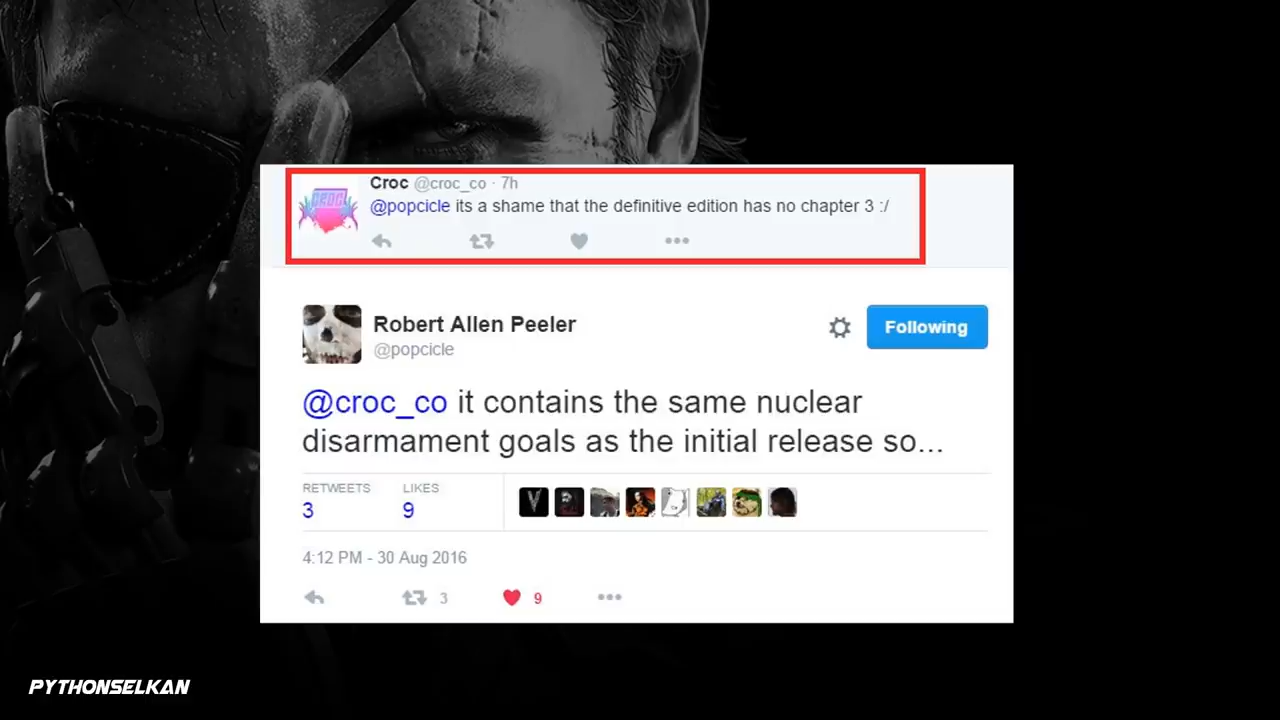 Croc @croc_co · 7h
@popcicle its a shame that the definitive edition has no chapter 3 :/
CROC!
Robert Allen Peeler
@popcicle
Following
@croc_co it contains the same nuclear
disarmament goals as the initial release so...
RETWEETS LIKES
3 9
4:12 PM - 30 Aug 2016
3 9
PYTHONSELKAN